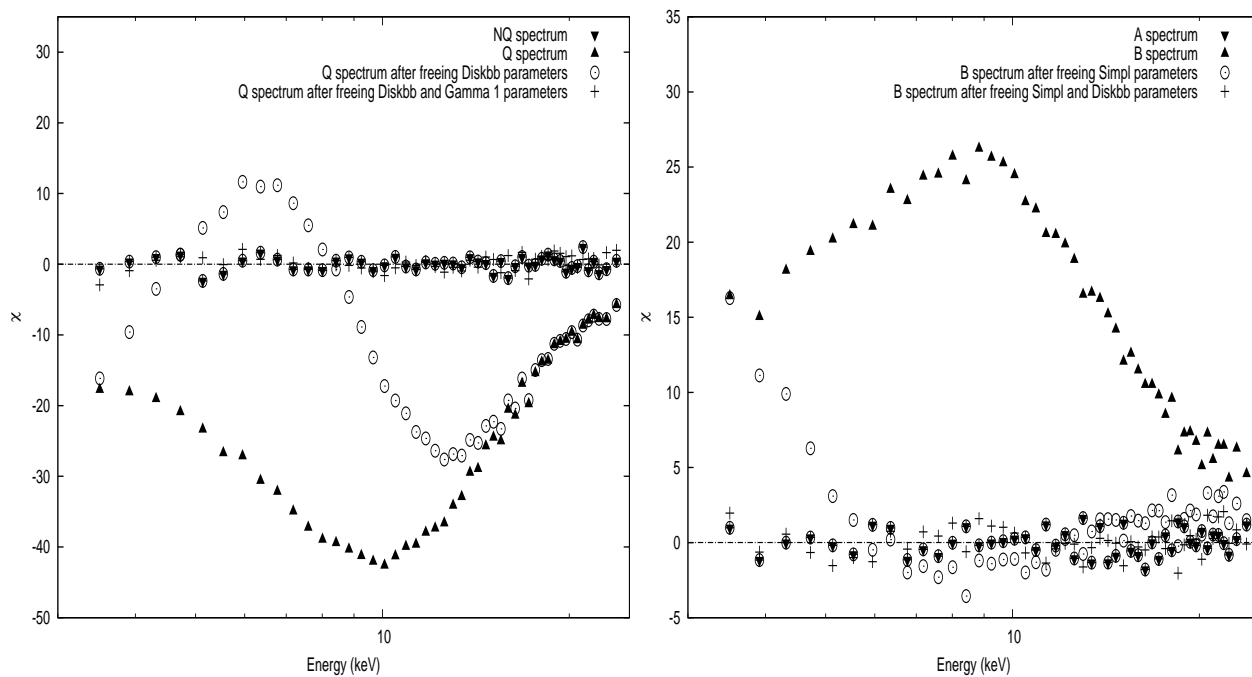 30
20
10
0
-10
-20
-30
-40
-50
χ
10
Energy (keV)
NQ spectrum
Q spectrum
Q spectrum after freeing Diskbb parameters
Q spectrum after freeing Diskbb and Gamma 1 parameters
35
30
25
20
15
10
5
0
-5
χ
10
Energy (keV)
A spectrum
B spectrum
B spectrum after freeing Simpl parameters
B spectrum after freeing Simpl and Diskbb parameters